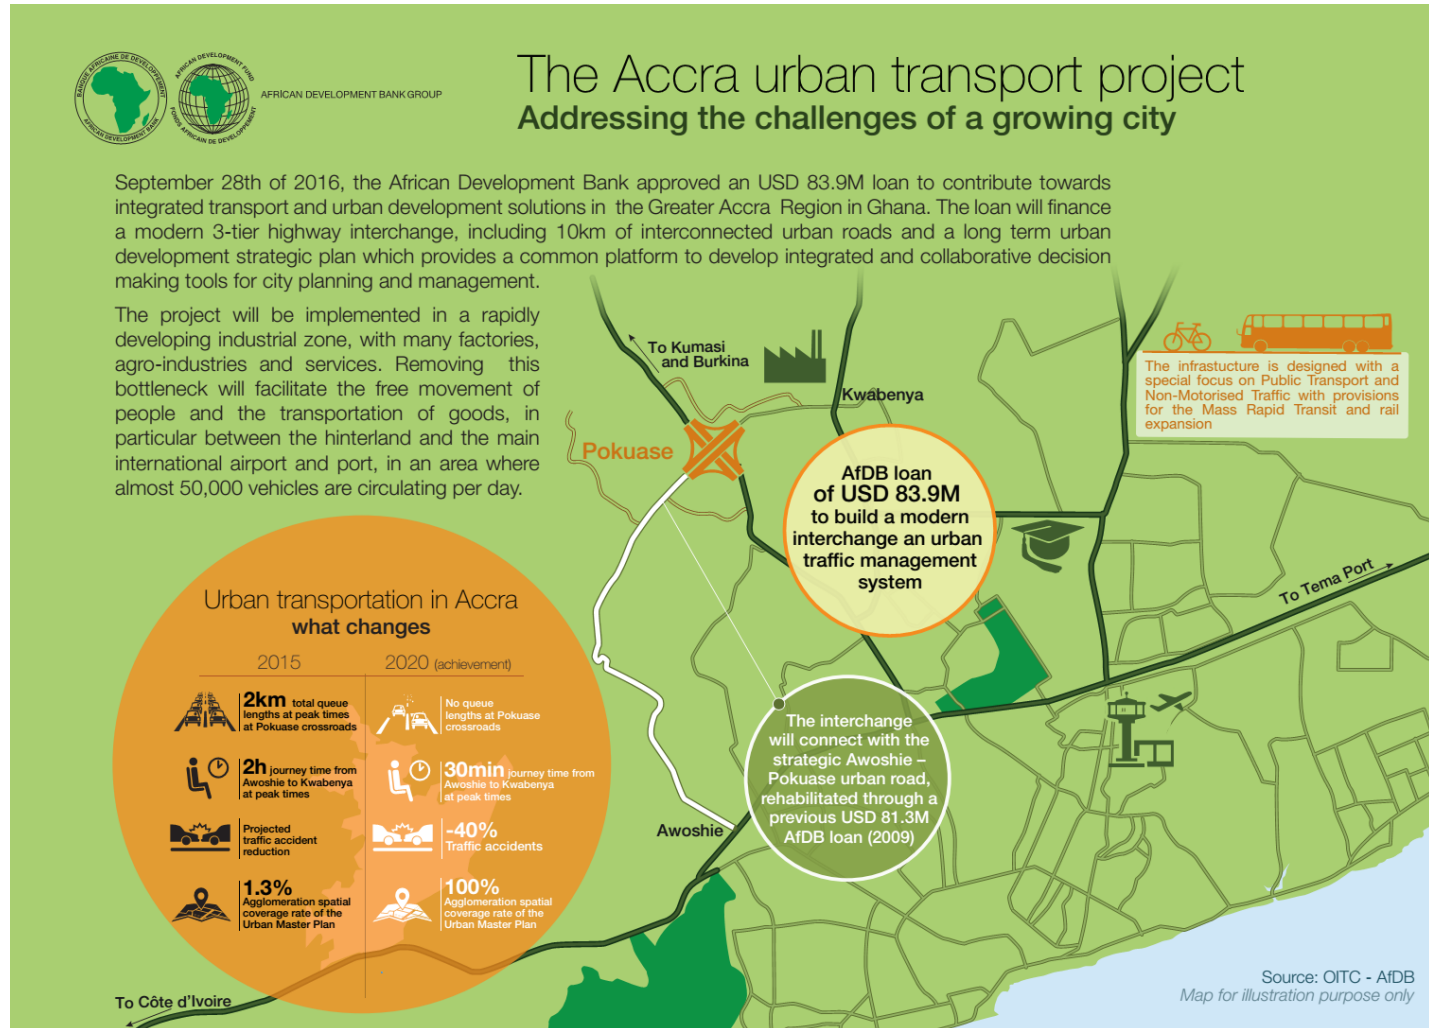 BANQUE AFRICAINE DE DEVELOPPEMENT
AFRICAN DEVELOPMENT BANK
AFRICAN DEVELOPMENT FUND
FONDS AFRICAIN DE DEVELOPPEMENT
AFRICAN DEVELOPMENT BANK GROUP
The Accra urban transport project
Addressing the challenges of a growing city
September 28th of 2016, the African Development Bank approved an USD 83.9M loan to contribute towards
integrated transport and urban development solutions in the Greater Accra Region in Ghana. The loan will finance
a modern 3-tier highway interchange, including 10km of interconnected urban roads and a long term urban
development strategic plan which provides a common platform to develop integrated and collaborative decision
making tools for city planning and management.
The project will be implemented in a rapidly
developing industrial zone, with many factories,
agro-industries and services. Removing this
bottleneck will facilitate the free movement of
people and the transportation of goods, in
particular between the hinterland and the main
international airport and port, in an area where
almost 50,000 vehicles are circulating per day.
To Kumasi
and Burkina
Kwabenya
Pokuase
The infrastucture is designed with a
special focus on Public Transport and
Non-Motorised Traffic with provisions
for the Mass Rapid Transit and rail
expansion
AfDB loan
of USD 83.9M
to build a modern
interchange an urban
traffic management
system
To Tema Port
The interchange
will connect with the
strategic Awoshie –
Pokuase urban road,
rehabilitated through a
previous USD 81.3M
AfDB loan (2009)
Awoshie
Urban transportation in Accra
what changes
2015
2020 (achievement)
2km total queue
lengths at peak times
at Pokuase crossroads
No queue
lengths at Pokuase
crossroads
2h journey time from
Awoshie to Kwabenya
at peak times
30min journey time from
Awoshie to Kwabenya
at peak times
Projected
traffic accident
reduction
-40%
Traffic accidents
1.3%
Agglomeration spatial
coverage rate of the
Urban Master Plan
100%
Agglomeration spatial
coverage rate of the
Urban Master Plan
To Côte d'Ivoire
Source: OITC - AfDB
Map for illustration purpose only